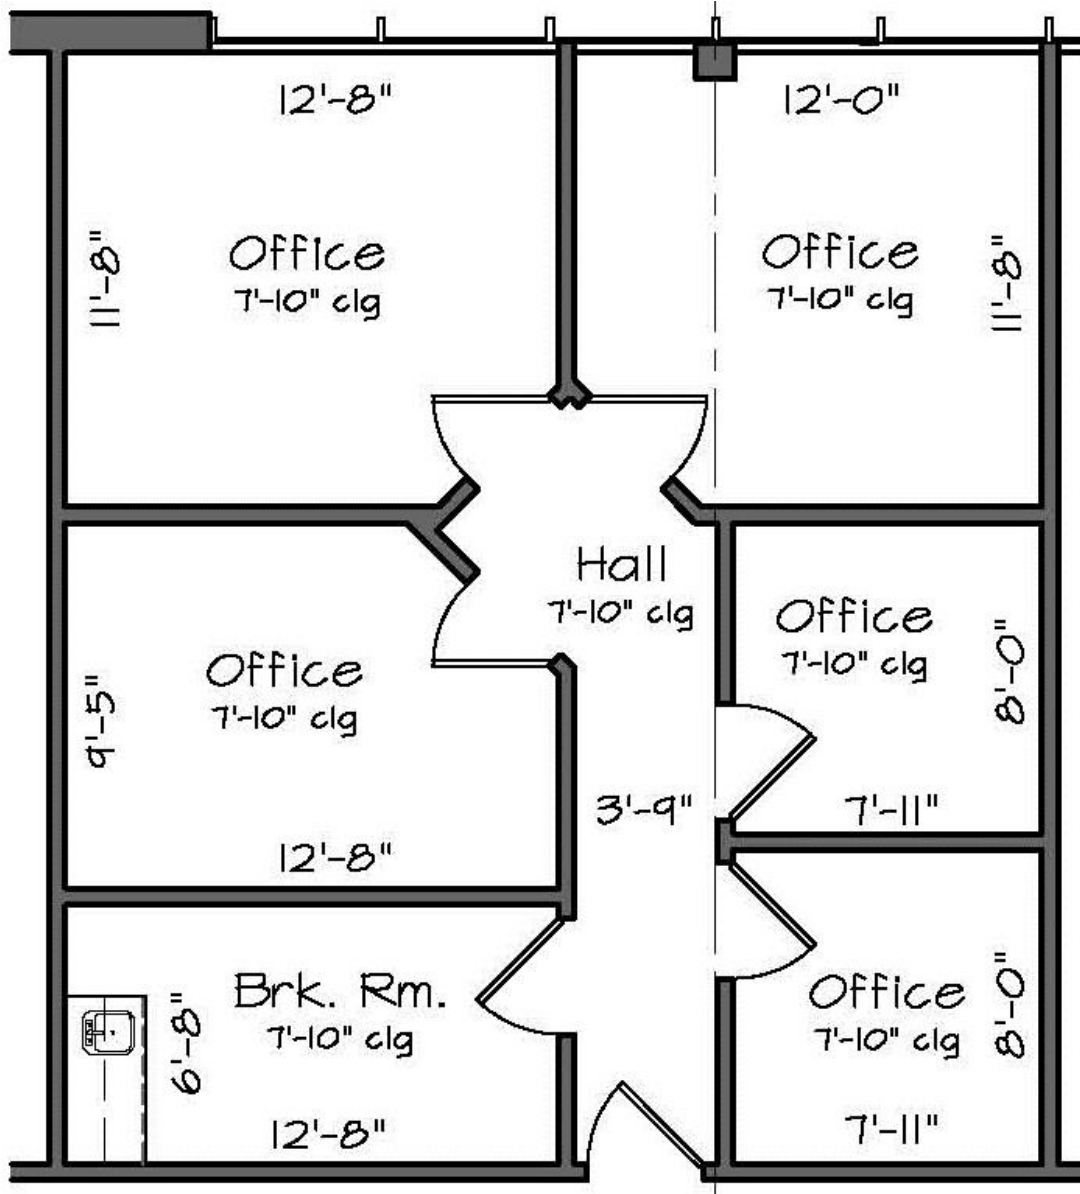 12'-8"
12'-0"
11'-8"
Office
7'-10" clg
Office
7'-10" clg
11'-8"
Hall
7'-10" clg
Office
7'-10" clg
8'-0"
9'-5"
Office
7'-10" clg
3'-9"
7'-11"
12'-8"
Brk. Rm.
7'-10" clg
6'-8"
12'-8"
Office
7'-10" clg
8'-0"
7'-11"